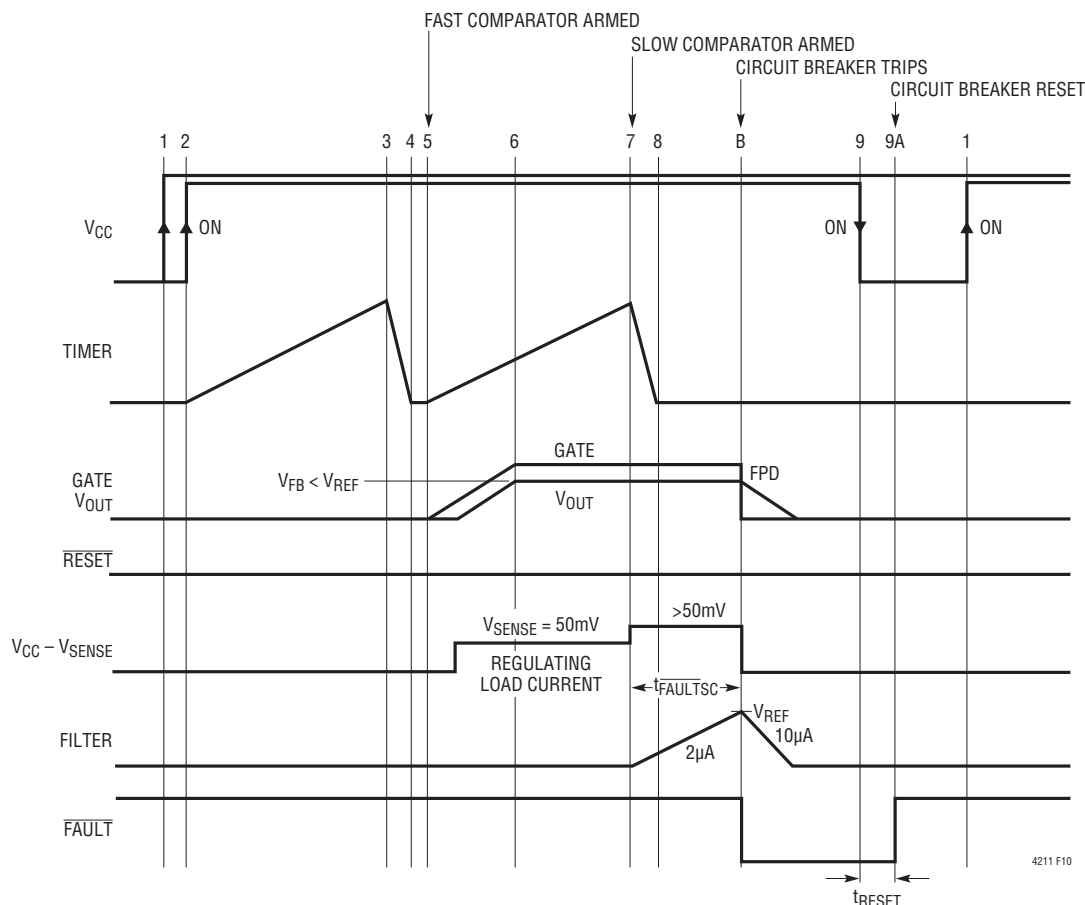 FAST COMPARATOR ARMED
SLOW COMPARATOR ARMED
CIRCUIT BREAKER TRIPS
CIRCUIT BREAKER RESET
1 2 3 4 5 6 7 8 B 9 9A 1
VCC
ON
ON
ON
TIMER
GATE
VOUT
VFB < VREF
GATE
VOUT
FPD
RESET
VCC – VSENSE
VSENSE = 50mV
>50mV
REGULATING
LOAD CURRENT
tFAULTSC
FILTER
VREF
2µA
10µA
FAULT
tRESET
4211 F10